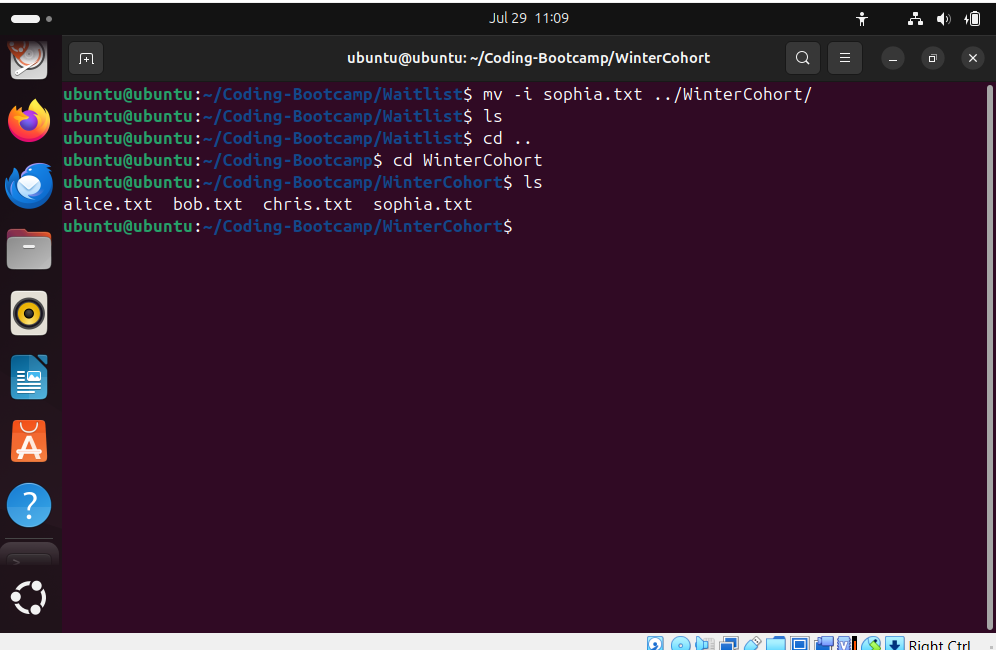 Jul 29 11:09
ubuntu@ubuntu: ~/Coding-Bootcamp/WinterCohort
ubuntu@ubuntu:~/Coding-Bootcamp/Waitlist$ mv -i sophia.txt ../WinterCohort/
ubuntu@ubuntu:~/Coding-Bootcamp/Waitlist$ ls
ubuntu@ubuntu:~/Coding-Bootcamp/Waitlist$ cd ..
ubuntu@ubuntu:~/Coding-Bootcamp$ cd WinterCohort
ubuntu@ubuntu:~/Coding-Bootcamp/WinterCohort$ ls
alice.txt bob.txt chris.txt sophia.txt
ubuntu@ubuntu:~/Coding-Bootcamp/WinterCohort$
Right Ctrl